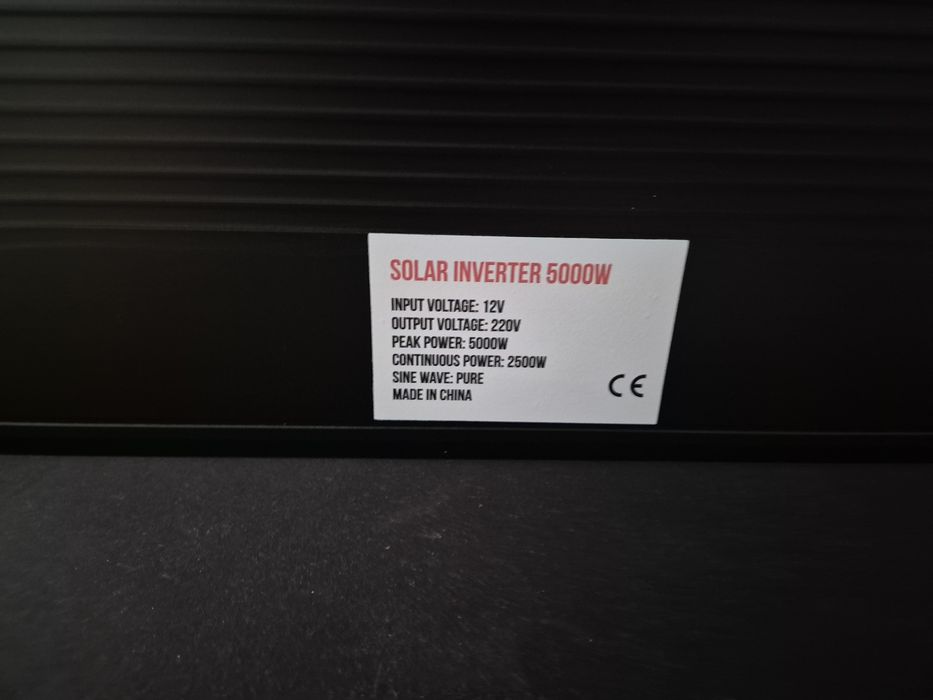 SOLAR INVERTER 5000W
INPUT VOLTAGE: 12V
OUTPUT VOLTAGE: 220V
PEAK POWER: 5000W
CONTINUOUS POWER: 2500W
SINE WAVE: PURE
MADE IN CHINA
CE